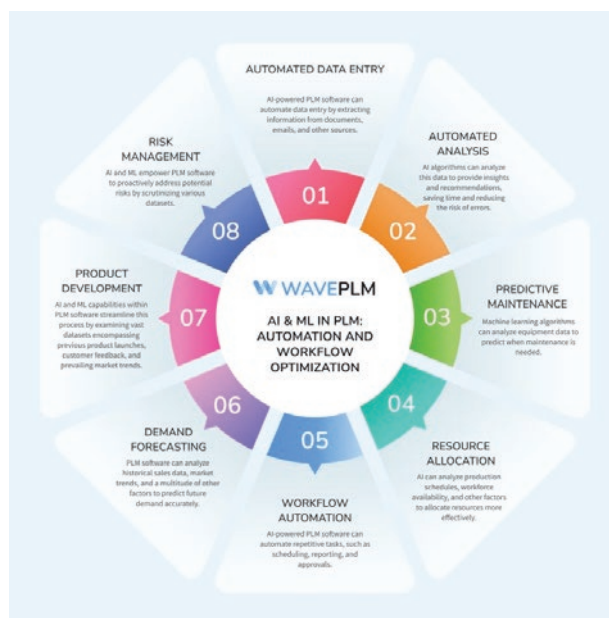 AUTOMATED DATA ENTRY
AI-powered PLM software can
automate data entry by extracting
information from documents,
emails, and other sources.
01
AUTOMATED
ANALYSIS
AI algorithms can analyze
this data to provide insights
and recommendations,
saving time and reducing
the risk of errors.
02
PREDICTIVE
MAINTENANCE
Machine learning algorithms
can analyze equipment data to
predict when maintenance is
needed.
03
RESOURCE
ALLOCATION
AI can analyze production
schedules, workforce
availability, and other factors
to allocate resources more
effectively.
04
WORKFLOW
AUTOMATION
AI-powered PLM software can
automate repetitive tasks, such as
scheduling, reporting, and
approvals.
05
DEMAND
FORECASTING
PLM software can analyze
historical sales data, market
trends, and a multitude of other
factors to predict future
demand accurately.
06
PRODUCT
DEVELOPMENT
AI and ML capabilities within
PLM software streamline this
process by examining vast
datasets encompassing
previous product launches,
customer feedback, and
prevailing market trends.
07
RISK
MANAGEMENT
AI and ML empower PLM software
to proactively address potential
risks by scrutinizing various
datasets.
08
WAVEPLM
AI & ML IN PLM:
AUTOMATION AND
WORKFLOW
OPTIMIZATION